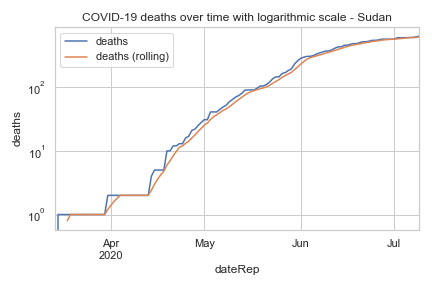 COVID-19 deaths over time with logarithmic scale - Sudan
deaths
deaths (rolling)
10²
10¹
10⁰
deaths
Apr
2020
May
Jun
Jul
dateRep